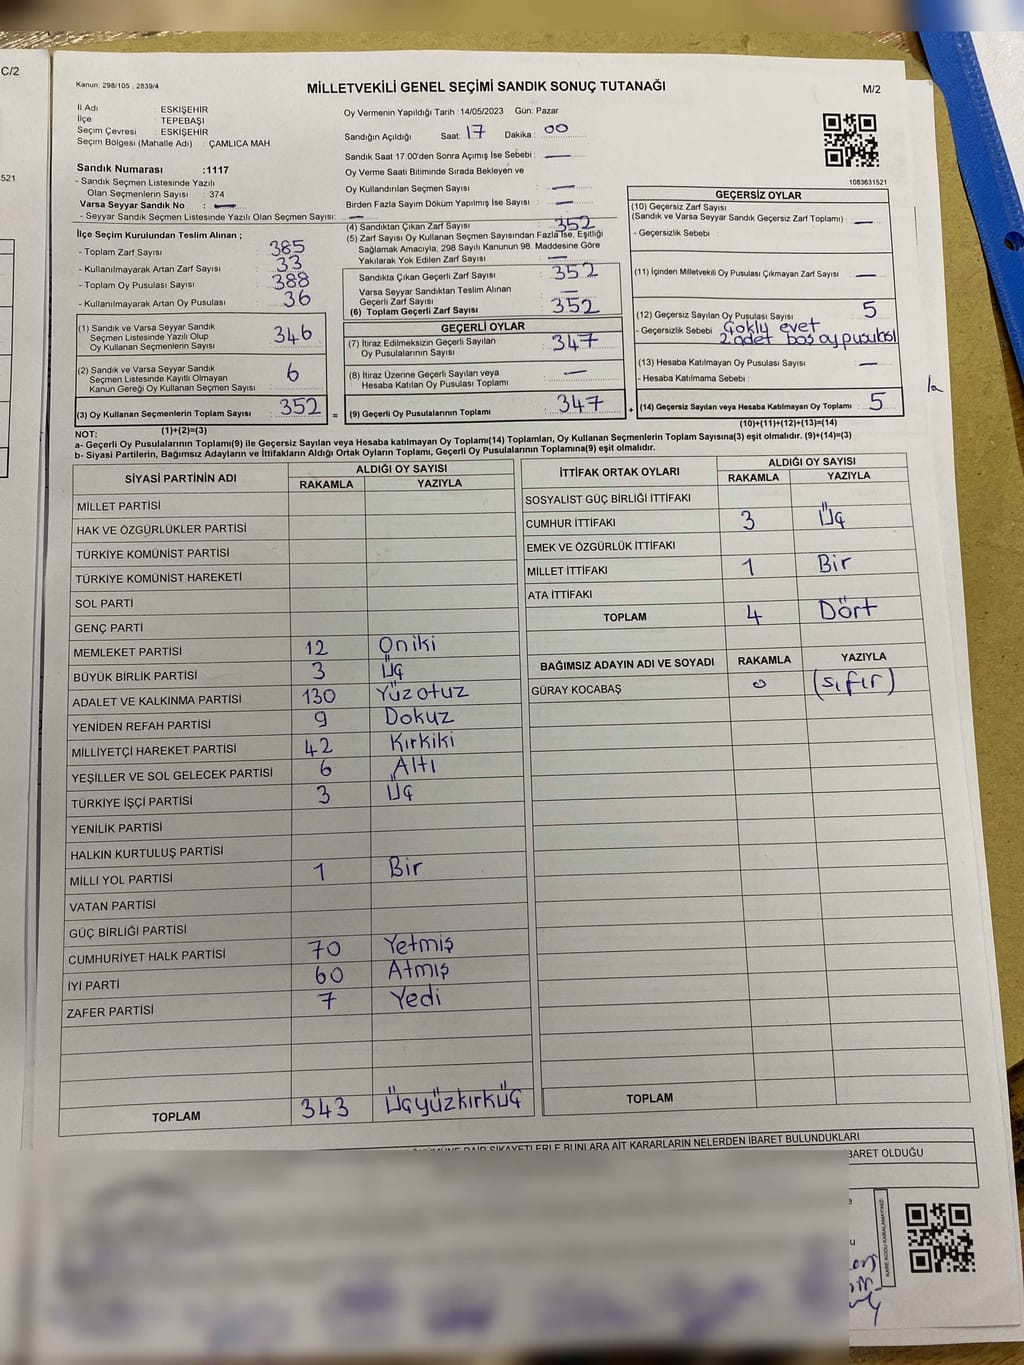 C/2
521
Kanun: 298/105 , 2839/4
MİLLETVEKİLİ GENEL SEÇİMİ SANDIK SONUÇ TUTANAĞI
M/2
İl Adı : ESKİŞEHİR
İlçe : TEPEBAŞI
Seçim Çevresi : ESKİŞEHİR
Seçim Bölgesi (Mahalle Adı) : ÇAMLICA MAH
Sandık Numarası :1117
- Sandık Seçmen Listesinde Yazılı
Olan Seçmenlerin Sayısı : 374
Varsa Seyyar Sandık No : —
- Seyyar Sandık Seçmen Listesinde Yazılı Olan Seçmen Sayısı: —
Oy Vermenin Yapıldığı Tarih :14/05/2023 Gün: Pazar
Sandığın Açıldığı Saat: 17 Dakika : 00
Sandık Saat 17.00'den Sonra Açımış İse Sebebi : —
Oy Verme Saati Bitiminde Sırada Bekleyen ve
Oy Kullandırılan Seçmen Sayısı : —
Birden Fazla Sayım Döküm Yapılmış İse Sayısı : —
1083631521
İlçe Seçim Kurulundan Teslim Alınan ;
- Toplam Zarf Sayısı : 385
- Kullanılmayarak Artan Zarf Sayısı : 33
- Toplam Oy Pusulası Sayısı : 388
- Kullanılmayarak Artan Oy Pusulası : 36
(1) Sandık ve Varsa Seyyar Sandık
Seçmen Listesinde Yazılı Olup
Oy Kullanan Seçmenlerin Sayısı : 346
(2) Sandık ve Varsa Seyyar Sandık
Seçmen Listesinde Kayıtlı Olmayan
Kanun Gereği Oy Kullanan Seçmen Sayısı : 6
(3) Oy Kullanan Seçmenlerin Toplam Sayısı : 352 =
(1)+(2)=(3)
(4) Sandıktan Çıkan Zarf Sayısı : 352
(5) Zarf Sayısı Oy Kullanan Seçmen Sayısından Fazla İse, Eşitliği
Sağlamak Amacıyla, 298 Sayılı Kanunun 98. Maddesine Göre
Yakılarak Yok Edilen Zarf Sayısı : —
Sandıkta Çıkan Geçerli Zarf Sayısı : 352
Varsa Seyyar Sandıktan Teslim Alınan
Geçerli Zarf Sayısı : —
(6) Toplam Geçerli Zarf Sayısı : 352
GEÇERLİ OYLAR
(7) İtiraz Edilmeksizin Geçerli Sayılan
Oy Pusulalarının Sayısı : 347
(8) İtiraz Üzerine Geçerli Sayılan veya
Hesaba Katılan Oy Pusulası Toplamı : —
(9) Geçerli Oy Pusulalarının Toplamı : 347 +
GEÇERSİZ OYLAR
(10) Geçersiz Zarf Sayısı
(Sandık ve Varsa Seyyar Sandık Geçersiz Zarf Toplamı) : —
- Geçersizlik Sebebi :
(11) İçinden Milletvekili Oy Pusulası Çıkmayan Zarf Sayısı : —
(12) Geçersiz Sayılan Oy Pusulası Sayısı : 5
- Geçersizlik Sebebi : Çoklu evet
2 adet boş oy pusulası
(13) Hesaba Katılmayan Oy Pusulası Sayısı : —
- Hesaba Katılmama Sebebi :
(14) Geçersiz Sayılan veya Hesaba Katılmayan Oy Toplamı : 5
(10)+(11)+(12)+(13)=(14)
NOT:
a- Geçerli Oy Pusulalarının Toplamı(9) ile Geçersiz Sayılan veya Hesaba katılmayan Oy Toplamı(14) Toplamları, Oy Kullanan Seçmenlerin Toplam Sayısına(3) eşit olmalıdır. (9)+(14)=(3)
b- Siyasi Partilerin, Bağımsız Adayların ve İttifakların Aldığı Ortak Oyların Toplamı, Geçerli Oy Pusulalarının Toplamına(9) eşit olmalıdır.
SİYASİ PARTİNİN ADI ALDIĞI OY SAYISI
RAKAMLA YAZIYLA
MİLLET PARTİSİ
HAK VE ÖZGÜRLÜKLER PARTİSİ
TÜRKİYE KOMÜNİST PARTİSİ
TÜRKİYE KOMÜNİST HAREKETİ
SOL PARTİ
GENÇ PARTİ
MEMLEKET PARTİSİ 12 Oniki
BÜYÜK BİRLİK PARTİSİ 3 Üç
ADALET VE KALKINMA PARTİSİ 130 Yüzotuz
YENİDEN REFAH PARTİSİ 9 Dokuz
MİLLİYETÇİ HAREKET PARTİSİ 42 Kırkiki
YEŞİLLER VE SOL GELECEK PARTİSİ 6 Altı
TÜRKİYE İŞÇİ PARTİSİ 3 Üç
YENİLİK PARTİSİ
HALKIN KURTULUŞ PARTİSİ
MİLLİ YOL PARTİSİ 1 Bir
VATAN PARTİSİ
GÜÇ BİRLİĞİ PARTİSİ
CUMHURİYET HALK PARTİSİ 70 Yetmiş
İYİ PARTİ 60 Atmış
ZAFER PARTİSİ 7 Yedi
TOPLAM 343 Üçyüzkırküç
İTTİFAK ORTAK OYLARI ALDIĞI OY SAYISI
RAKAMLA YAZIYLA
SOSYALİST GÜÇ BİRLİĞİ İTTİFAKI
CUMHUR İTTİFAKI 3 Üç
EMEK VE ÖZGÜRLÜK İTTİFAKI
MİLLET İTTİFAKI 1 Bir
ATA İTTİFAKI
TOPLAM 4 Dört
BAĞIMSIZ ADAYIN ADI VE SOYADI RAKAMLA YAZIYLA
GÜRAY KOCABAŞ 0 (sıfır)
TOPLAM
DAİR ŞİKAYETLERLE BUNLARA AİT KARARLARIN NELERDEN İBARET BULUNDUKLARI
BARET OLDUĞU
KARE KODU KARALAMAYINIZ